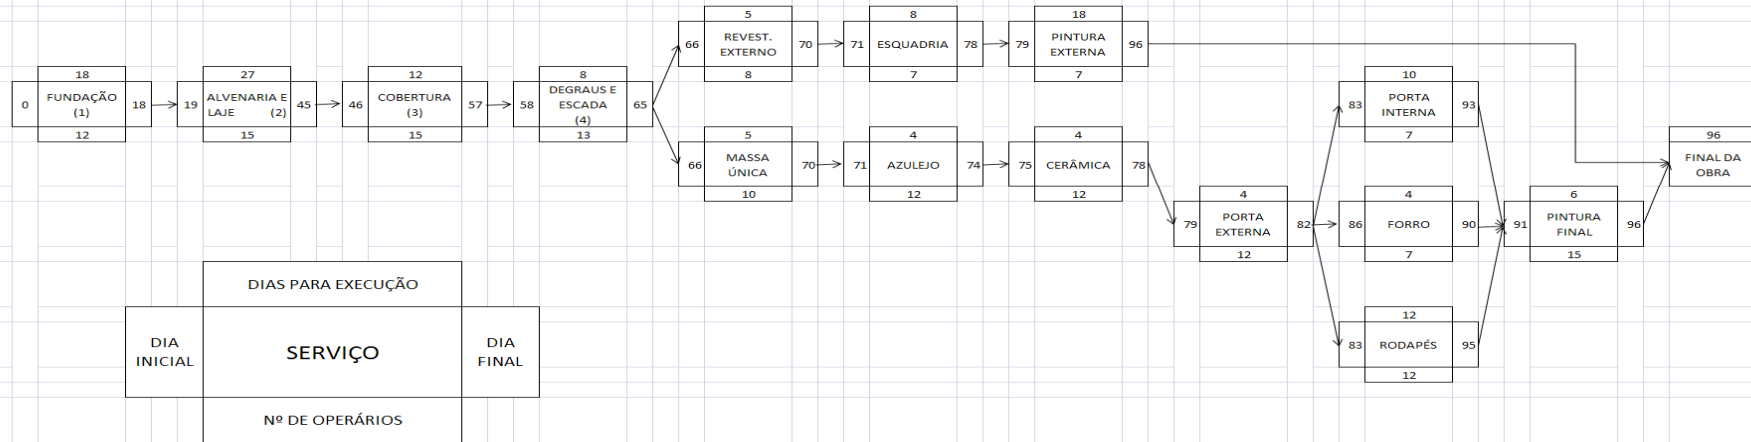 18
0
FUNDAÇÃO
(1)
18
12
27
19
ALVENARIA E
LAJE (2)
45
15
12
46
COBERTURA
(3)
57
15
8
58
DEGRAUS E
ESCADA
(4)
65
13
5
66
REVEST.
EXTERNO
70
8
8
71
ESQUADRIA
78
7
18
79
PINTURA
EXTERNA
96
7
5
66
MASSA
ÚNICA
70
10
4
71
AZULEJO
74
12
4
75
CERÂMICA
78
12
4
79
PORTA
EXTERNA
82
12
10
83
PORTA
INTERNA
93
7
4
86
FORRO
90
7
12
83
RODAPÉS
95
12
6
91
PINTURA
FINAL
96
15
96
FINAL DA
OBRA
DIAS PARA EXECUÇÃO
DIA
INICIAL
SERVIÇO
DIA
FINAL
Nº DE OPERÁRIOS